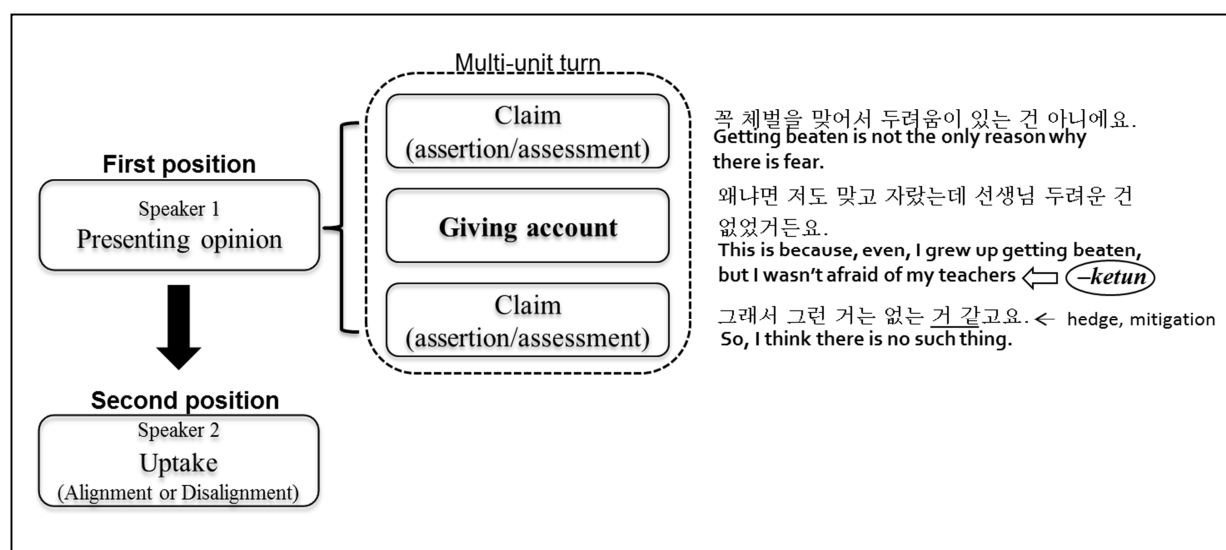 Multi-unit turn
First position
Speaker 1
Presenting opinion
Claim
(assertion/assessment)
Giving account
Claim
(assertion/assessment)
꼭 체벌을 맞어서 두려움이 있는 건 아니에요.
Getting beaten is not the only reason why
there is fear.
왜냐면 저도 맞고 자랐는데 선생님 두려운 건
없었거든요.
This is because, even, I grew up getting beaten,
but I wasn't afraid of my teachers
–ketun
그래서 그런 거는 없는 거 같고요.
hedge, mitigation
So, I think there is no such thing.
Second position
Speaker 2
Uptake
(Alignment or Disalignment)